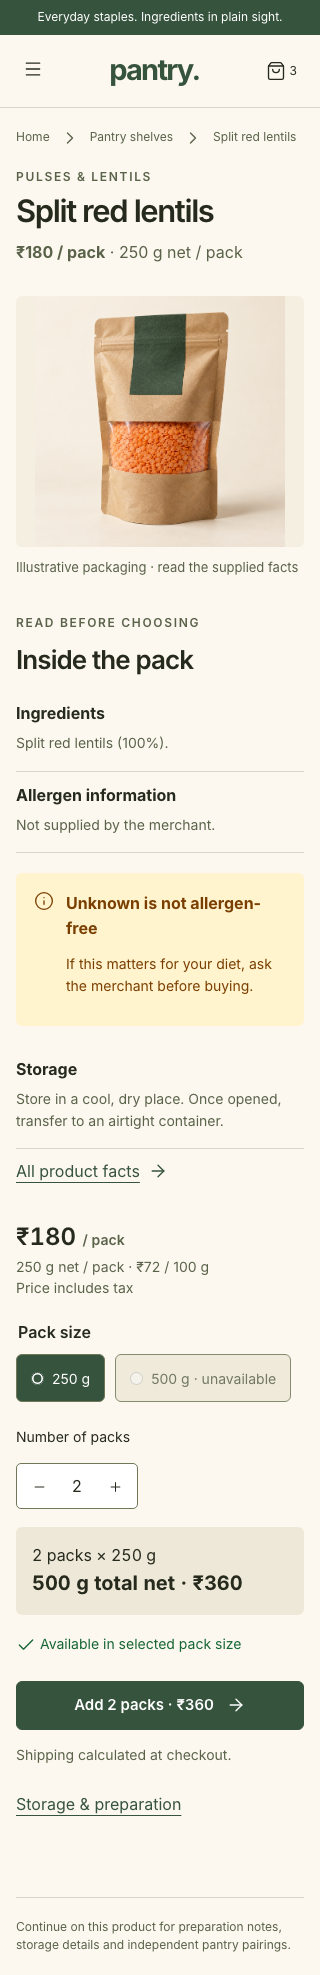 Everyday staples. Ingredients in plain sight.
pantry.
3
Home > Pantry shelves > Split red lentils
PULSES & LENTILS
Split red lentils
₹180 / pack · 250 g net / pack
Illustrative packaging · read the supplied facts
READ BEFORE CHOOSING
Inside the pack
Ingredients
Split red lentils (100%).
Allergen information
Not supplied by the merchant.
Unknown is not allergen-
free
If this matters for your diet, ask
the merchant before buying.
Storage
Store in a cool, dry place. Once opened,
transfer to an airtight container.
All product facts →
₹180 / pack
250 g net / pack · ₹72 / 100 g
Price includes tax
Pack size
250 g
500 g · unavailable
Number of packs
− 2 +
2 packs × 250 g
500 g total net · ₹360
Available in selected pack size
Add 2 packs · ₹360 →
Shipping calculated at checkout.
Storage & preparation
Continue on this product for preparation notes,
storage details and independent pantry pairings.